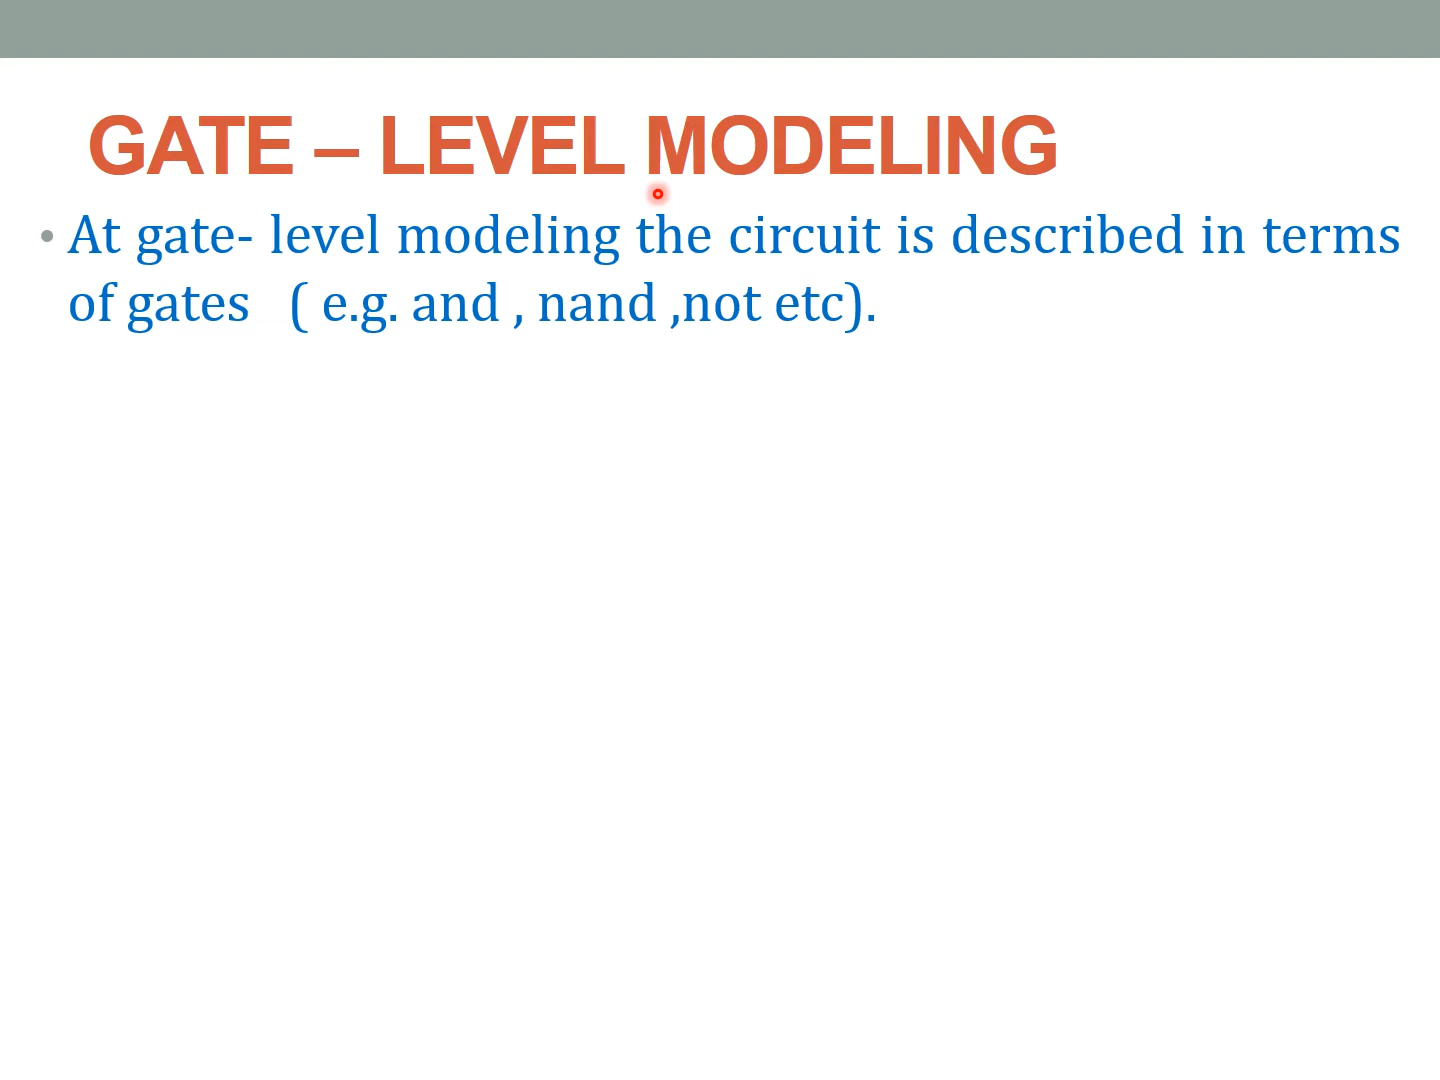 GATE – LEVEL MODELING
• At gate- level modeling the circuit is described in terms
of gates ( e.g. and , nand ,not etc).